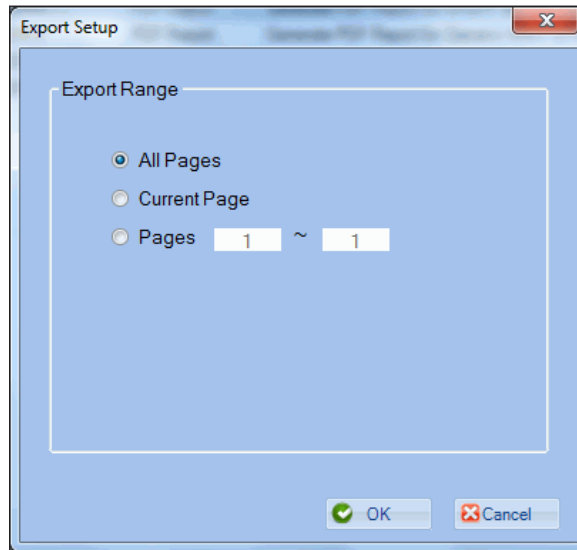 Export Setup
Export Range
All Pages
Current Page
Pages 1 ~ 1
OK Cancel